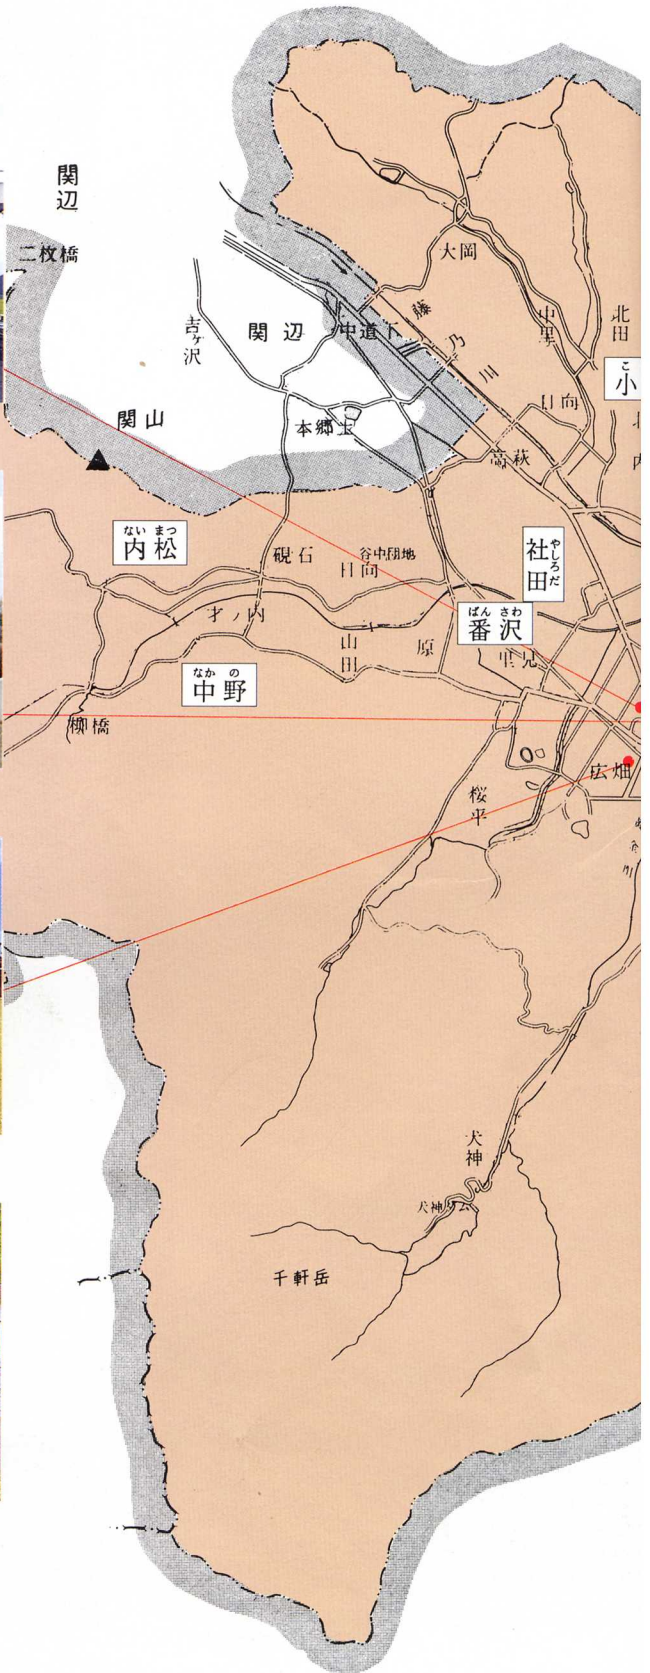 関辺
二枚橋
大岡
吉ヶ沢
関辺
中道下
藤乃川
中里
北田
こ
小
関山
本郷土
日向
高萩
ない まつ
内松
硯石
谷中団地
日向
やしろだ
社田
才ノ内
ばん さわ
番沢
山田
原
里見
なか の
中野
柳橋
広畑
桜平
犬神
犬神ダム
千軒岳